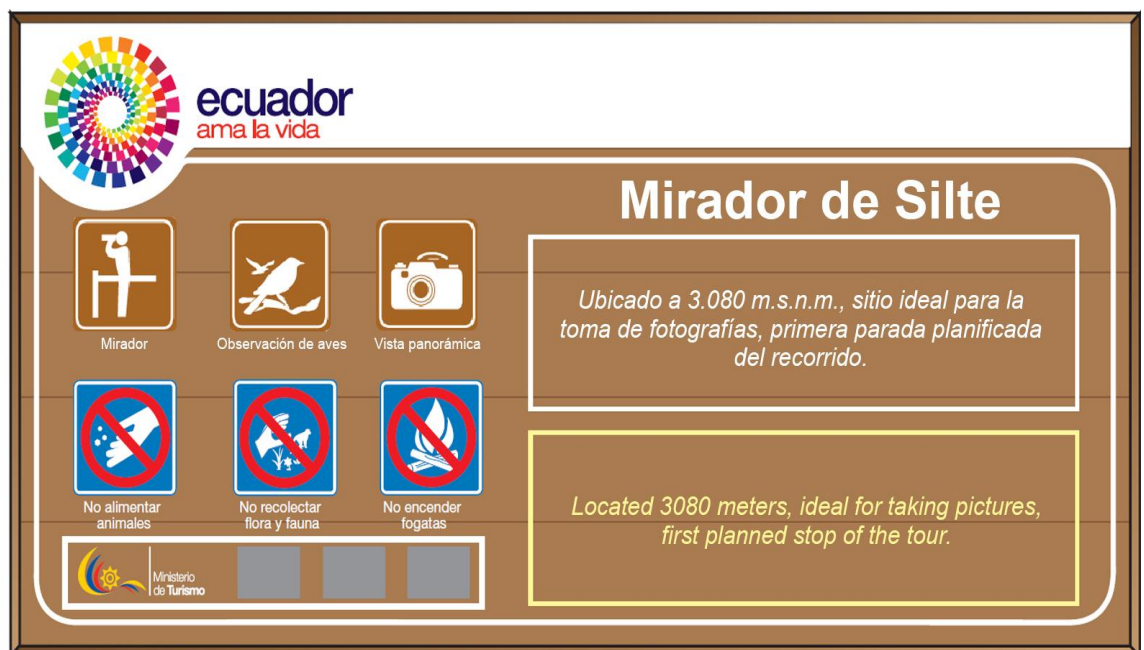 ecuador
ama la vida
Mirador de Silte
Mirador
Observación de aves
Vista panorámica
No alimentar
animales
No recolectar
flora y fauna
No encender
fogatas
Ministerio
de Turismo
Ubicado a 3.080 m.s.n.m., sitio ideal para la
toma de fotografías, primera parada planificada
del recorrido.
Located 3080 meters, ideal for taking pictures,
first planned stop of the tour.